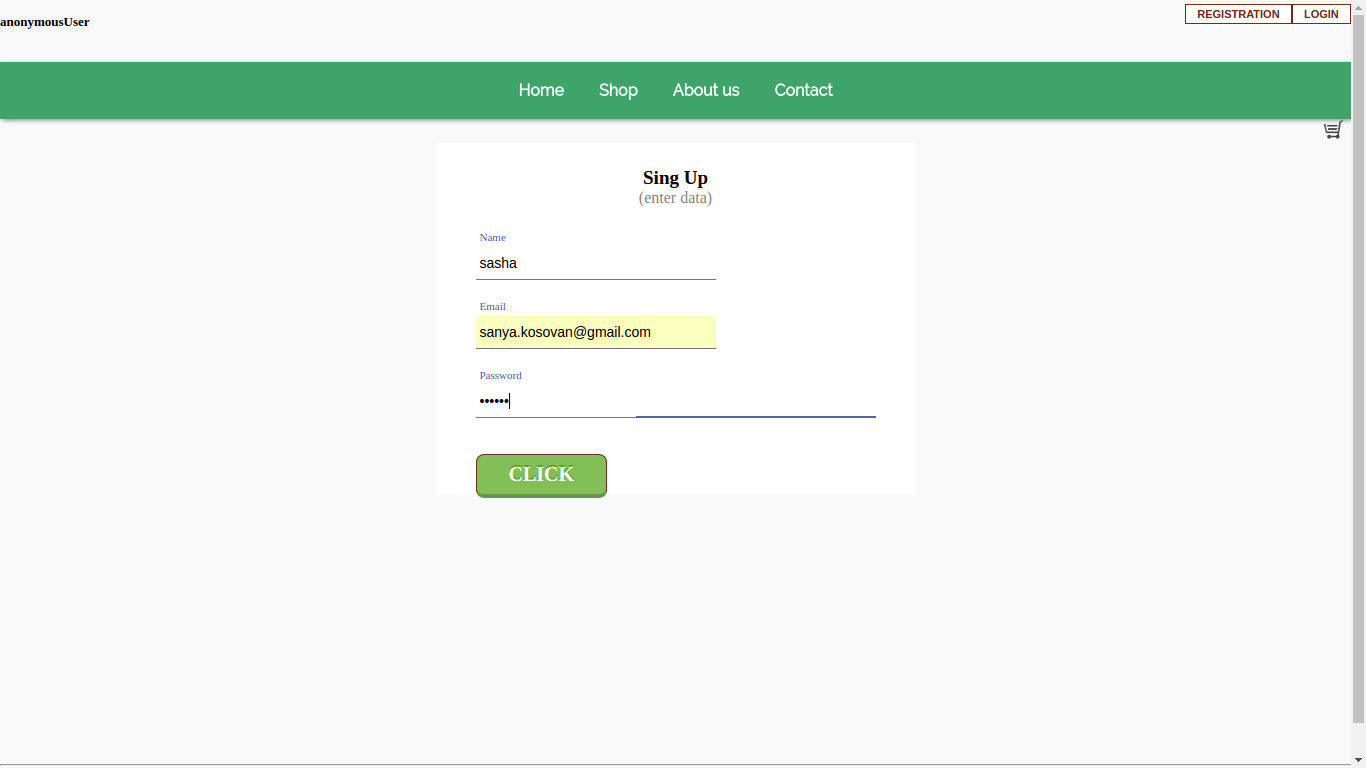 anonymousUser
REGISTRATION LOGIN
Home Shop About us Contact
Sing Up
(enter data)
Name
sasha
Email
sanya.kosovan@gmail.com
Password
••••••
CLICK